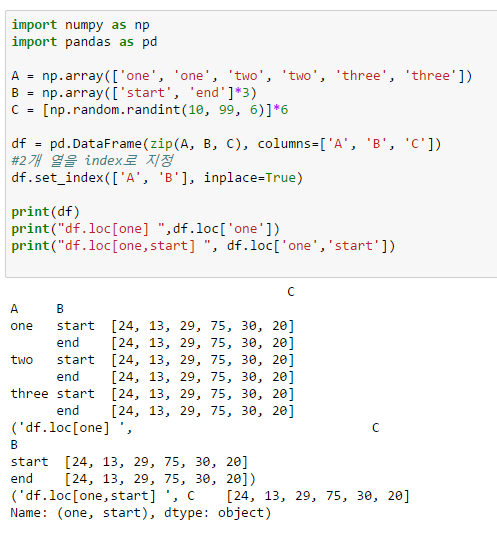 import numpy as np
import pandas as pd
A = np.array(['one', 'one', 'two', 'two', 'three', 'three'])
B = np.array(['start', 'end']*3)
C = [np.random.randint(10, 99, 6)]*6
df = pd.DataFrame(zip(A, B, C), columns=['A', 'B', 'C'])
#2개 열을 index로 지정
df.set_index(['A', 'B'], inplace=True)
print(df)
print("df.loc[one] ",df.loc['one'])
print("df.loc[one,start] ", df.loc['one','start'])
C
A     B
one   start  [24, 13, 29, 75, 30, 20]
      end    [24, 13, 29, 75, 30, 20]
two   start  [24, 13, 29, 75, 30, 20]
      end    [24, 13, 29, 75, 30, 20]
three start  [24, 13, 29, 75, 30, 20]
      end    [24, 13, 29, 75, 30, 20]
('df.loc[one] ',                               C
B
start  [24, 13, 29, 75, 30, 20]
end    [24, 13, 29, 75, 30, 20])
('df.loc[one,start] ', C    [24, 13, 29, 75, 30, 20]
Name: (one, start), dtype: object)